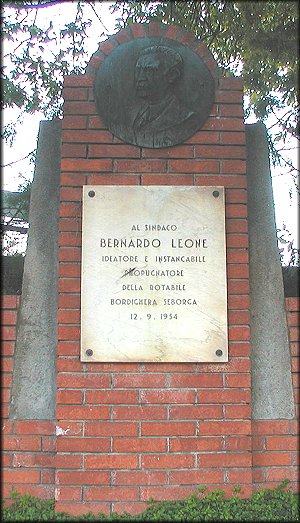 AL SINDACO
BERNARDO LEONE
IDEATORE E INSTANCABILE
PROPUGNATORE
DELLA ROTABILE
BORDIGHERA SEBORGA
12.9.1954